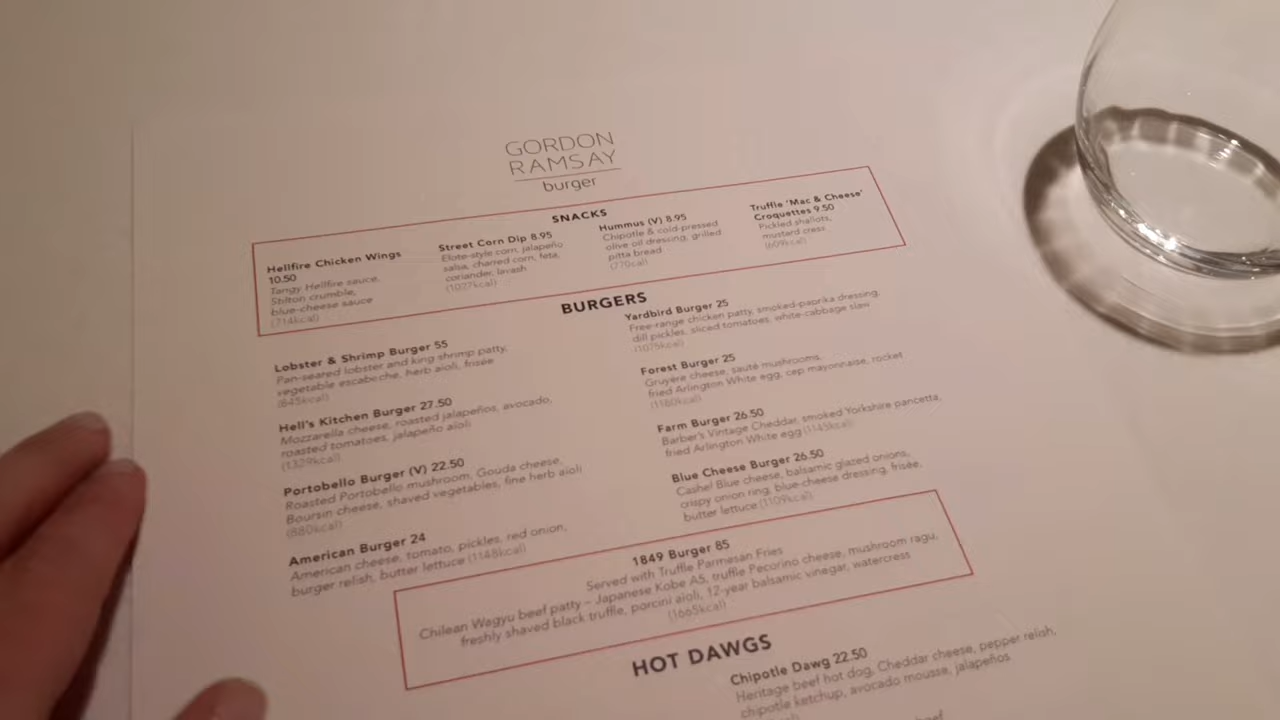 GORDON
RAMSAY
burger
SNACKS
Hellfire Chicken Wings
10.50
Tangy Hellfire sauce,
Stilton crumble,
blue-cheese sauce
(714kcal)
Street Corn Dip 8.95
Elote-style corn, jalapeño
salsa, charred corn, feta,
coriander, lavash
(1027kcal)
Hummus (V) 8.95
Chipotle & cold-pressed
olive oil dressing, grilled
pitta bread
(770cal)
Truffle 'Mac & Cheese'
Croquettes 9.50
Pickled shallots,
mustard cress
(609kcal)
BURGERS
Lobster & Shrimp Burger 55
Pan-seared lobster and king shrimp patty,
vegetable escabeche, herb aioli, frisée
(845kcal)
Hell's Kitchen Burger 27.50
Mozzarella cheese, roasted jalapeños, avocado,
roasted tomatoes, jalapeño aioli
(1329kcal)
Portobello Burger (V) 22.50
Roasted Portobello mushroom, Gouda cheese,
Boursin cheese, shaved vegetables, fine herb aioli
(880kcal)
American Burger 24
American cheese, tomato, pickles, red onion,
burger relish, butter lettuce (1148kcal)
Yardbird Burger 25
Free-range chicken patty, smoked-paprika dressing,
dill pickles, sliced tomatoes, white-cabbage slaw
(1075kcal)
Forest Burger 25
Gruyère cheese, sauté mushrooms,
fried Arlington White egg, cep mayonnaise, rocket
(1180kcal)
Farm Burger 26.50
Barber's Vintage Cheddar, smoked Yorkshire pancetta,
fried Arlington White egg (1145kcal)
Blue Cheese Burger 26.50
Cashel Blue cheese, balsamic glazed onions,
crispy onion ring, blue-cheese dressing, frisée,
butter lettuce (1109kcal)
1849 Burger 85
Served with Truffle Parmesan Fries
Chilean Wagyu beef patty – Japanese Kobe A5, truffle Pecorino cheese, mushroom ragu,
freshly shaved black truffle, porcini aioli, 12-year balsamic vinegar, watercress
(1665kcal)
HOT DAWGS
Chipotle Dawg 22.50
Heritage beef hot dog, Cheddar cheese, pepper relish,
chipotle ketchup, avocado mousse, jalapeños
beef